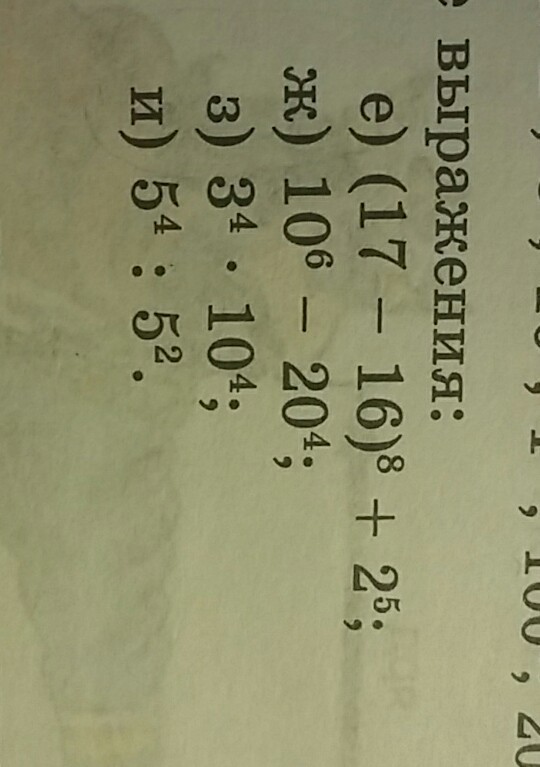 выражения:
е) (17 − 16)⁸ + 2⁵;
ж) 10⁶ − 20⁴;
з) 3⁴ · 10⁴;
и) 5⁴ : 5².